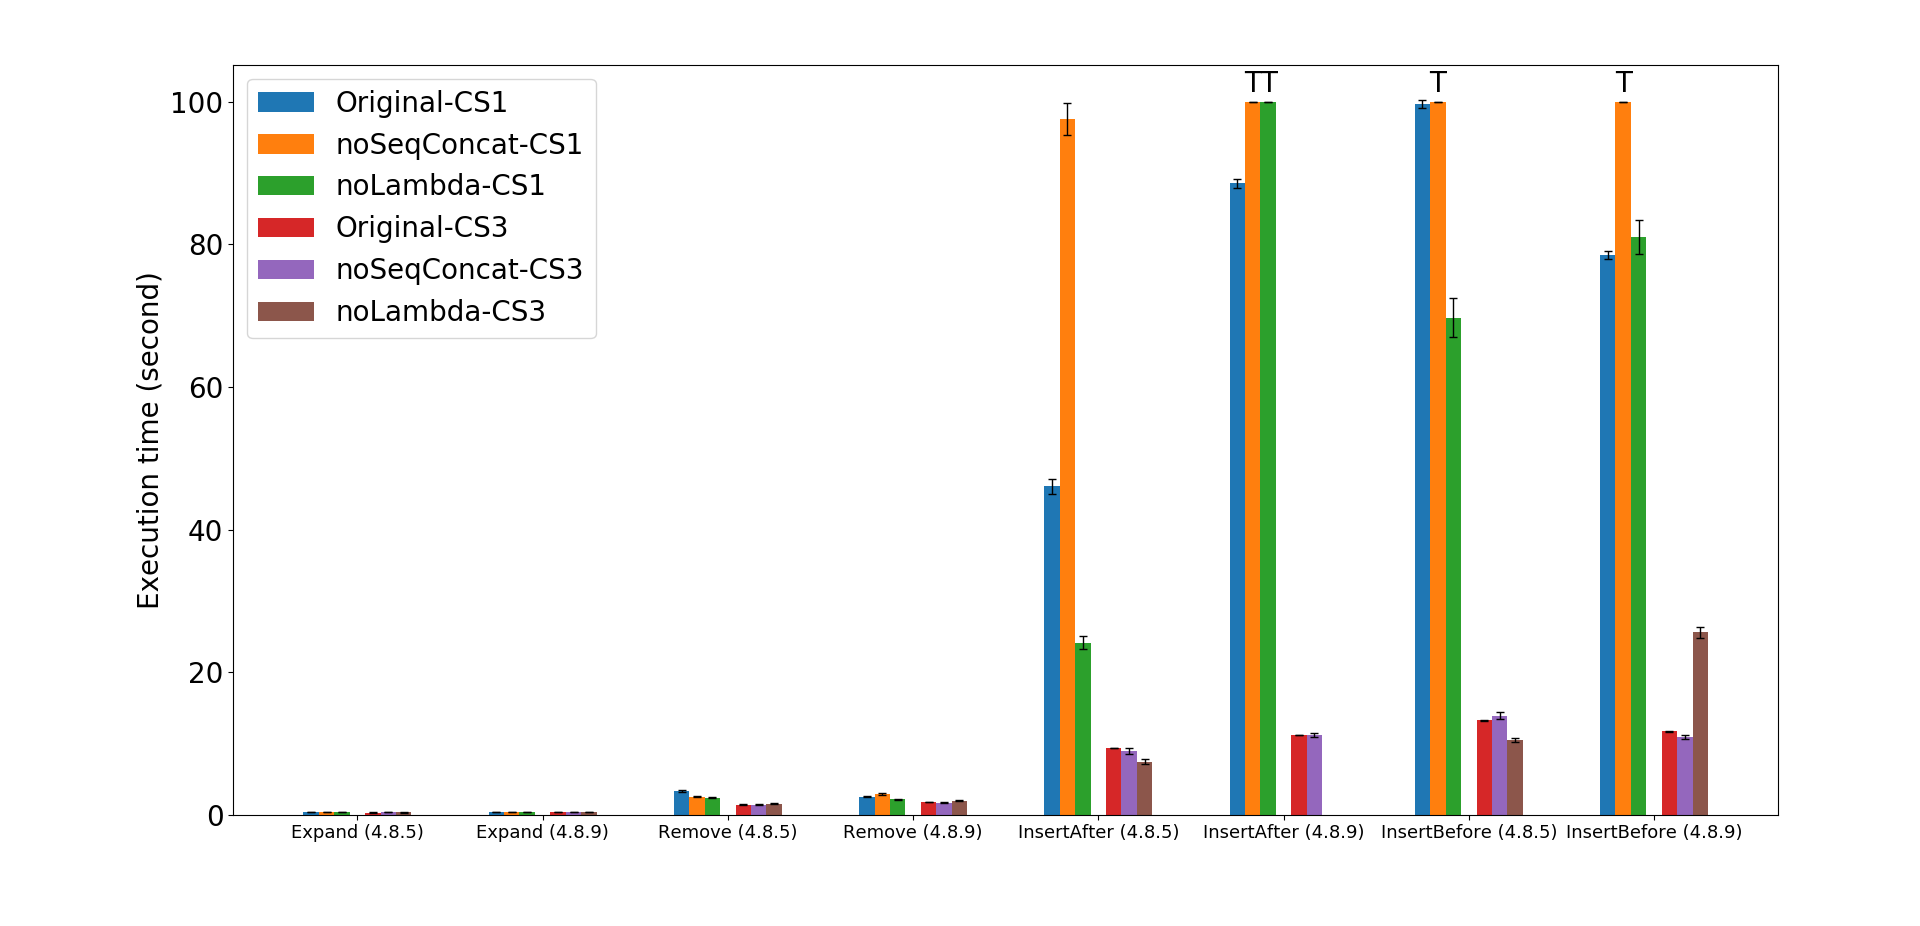 T T T T
100
80
60
40
20
0
Execution time (second)
Original-CS1
noSeqConcat-CS1
noLambda-CS1
Original-CS3
noSeqConcat-CS3
noLambda-CS3
Expand (4.8.5) Expand (4.8.9) Remove (4.8.5) Remove (4.8.9) InsertAfter (4.8.5) InsertAfter (4.8.9) InsertBefore (4.8.5) InsertBefore (4.8.9)